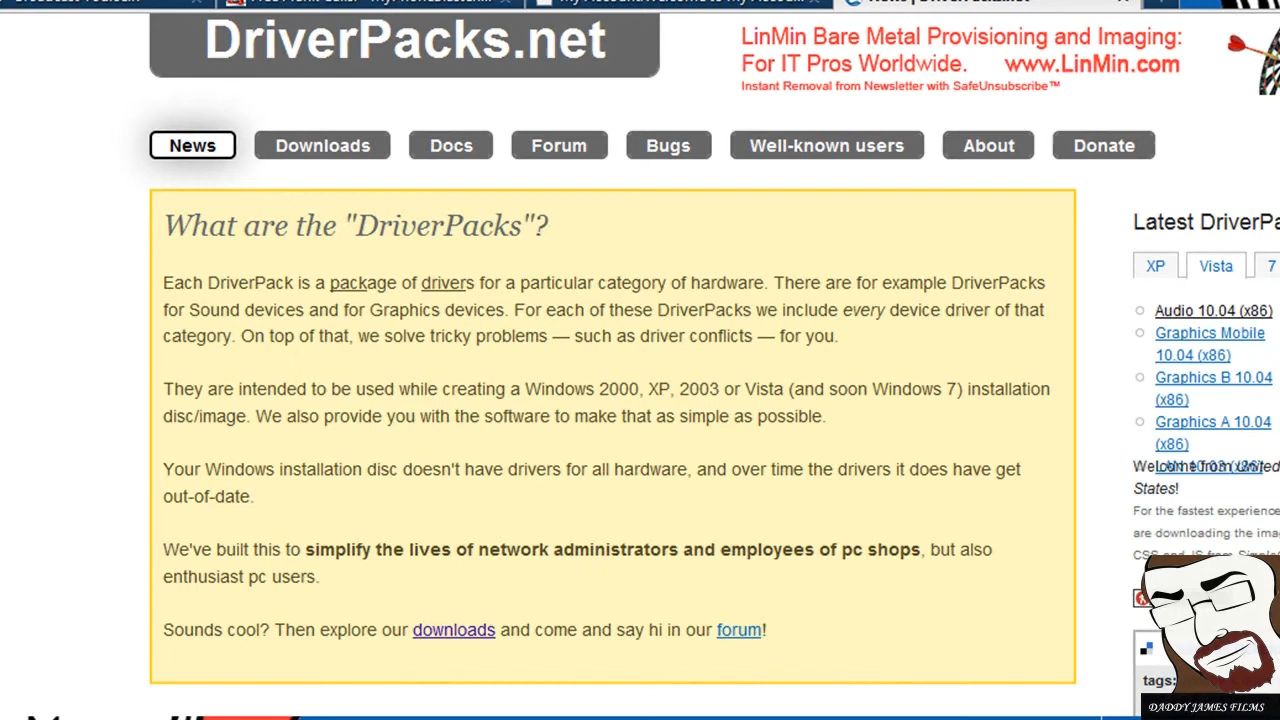 DriverPacks.net
LinMin Bare Metal Provisioning and Imaging:
For IT Pros Worldwide. www.LinMin.com
Instant Removal from Newsletter with SafeUnsubscribe™
News Downloads Docs Forum Bugs Well-known users About Donate
What are the "DriverPacks"?
Each DriverPack is a package of drivers for a particular category of hardware. There are for example DriverPacks
for Sound devices and for Graphics devices. For each of these DriverPacks we include every device driver of that
category. On top of that, we solve tricky problems — such as driver conflicts — for you.
They are intended to be used while creating a Windows 2000, XP, 2003 or Vista (and soon Windows 7) installation
disc/image. We also provide you with the software to make that as simple as possible.
Your Windows installation disc doesn't have drivers for all hardware, and over time the drivers it does have get
out-of-date.
We've built this to simplify the lives of network administrators and employees of pc shops, but also
enthusiast pc users.
Sounds cool? Then explore our downloads and come and say hi in our forum!
Latest DriverPa
XP Vista 7
Audio 10.04 (x86)
Graphics Mobile
10.04 (x86)
Graphics B 10.04
(x86)
Graphics A 10.04
(x86)
Welcome from United
States!
For the fastest experience
are downloading the ima
CSS and JS from Simple
tags:
DADDY JAMES FILMS